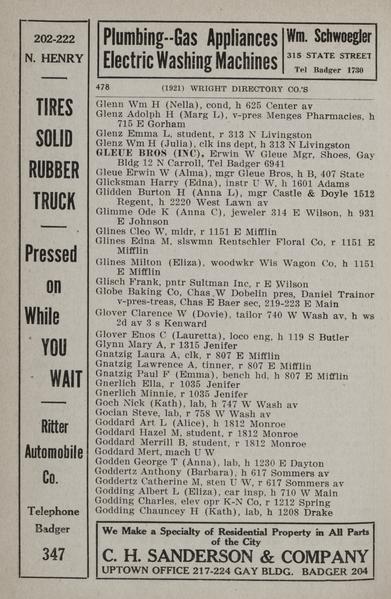 202-222
N. HENRY
TIRES
SOLID
RUBBER
TRUCK
Pressed
on
While
YOU
WAIT
Ritter
Automobile
Co.
Telephone
Badger
347
Plumbing--Gas Appliances
Electric Washing Machines
Wm. Schwoegler
315 STATE STREET
Tel Badger 1730
478 (1921) WRIGHT DIRECTORY CO.'S
Glenn Wm H (Nella), cond, h 625 Center av
Glenz Adolph H (Marg L), v-pres Menges Pharmacies, h
715 E Gorham
Glenz Emma L, student, r 313 N Livingston
Glenz Wm H (Julia), clk ins dept, h 313 N Livingston
GLEUE BROS (INC), Erwin W Gleue Mgr, Shoes, Gay
Bldg 12 N Carroll, Tel Badger 6941
Gleue Erwin W (Alma), mgr Gleue Bros, h B, 407 State
Glicksman Harry (Edna), instr U W, h 1601 Adams
Glidden Burton H (Anna L), mgr Castle & Doyle 1512
Regent, h 2220 West Lawn av
Glimme Ode K (Anna C), jeweler 314 E Wilson, h 931
E Johnson
Glines Cleo W, mldr, r 1151 E Mifflin
Glines Edna M, slswmn Rentschler Floral Co, r 1151 E
Mifflin
Glines Milton (Eliza), woodwkr Wis Wagon Co, h 1151
E Mifflin
Glisch Frank, pntr Sultman Inc, r E Wilson
Globe Baking Co, Chas W Dobelin pres, Daniel Trainor
v-pres-treas, Chas E Baer sec, 219-223 E Main
Glover Clarence W (Dovie), tailor 740 W Wash av, h ws
2d av 3 s Kenward
Glover Enos C (Lauretta), loco eng, h 119 S Butler
Glynn Mary A, r 1315 Jenifer
Gnatzig Laura A, clk, r 807 E Mifflin
Gnatzig Lawrence A, tinner, r 807 E Mifflin
Gnatzig Paul F (Emma), bench hd, h 807 E Mifflin
Gnerlich Ella, r 1035 Jenifer
Gnerlich Minnie, r 1035 Jenifer
Goch Nick (Kath), lab, h 747 W Wash av
Gocian Steve, lab, r 758 W Wash av
Goddard Art L (Alice), h 1812 Monroe
Goddard Hazel M, student, r 1812 Monroe
Goddard Merrill B, student, r 1812 Monroe
Goddard Mert, mach U W
Godden George T (Anna), lab, h 1230 E Dayton
Goddertz Anthony (Barbara), h 617 Sommers av
Goddertz Catherine M, sten U W, r 617 Sommers av
Godding Albert L (Eliza), car insp, h 710 W Main
Godding Charles, elev opr K-N Co, r 1212 Spring
Godding Chauncey H (Kath), lab, h 1208 Drake
We Make a Specialty of Residential Property in All Parts
of the City
C. H. SANDERSON & COMPANY
UPTOWN OFFICE 217-224 GAY BLDG. BADGER 204